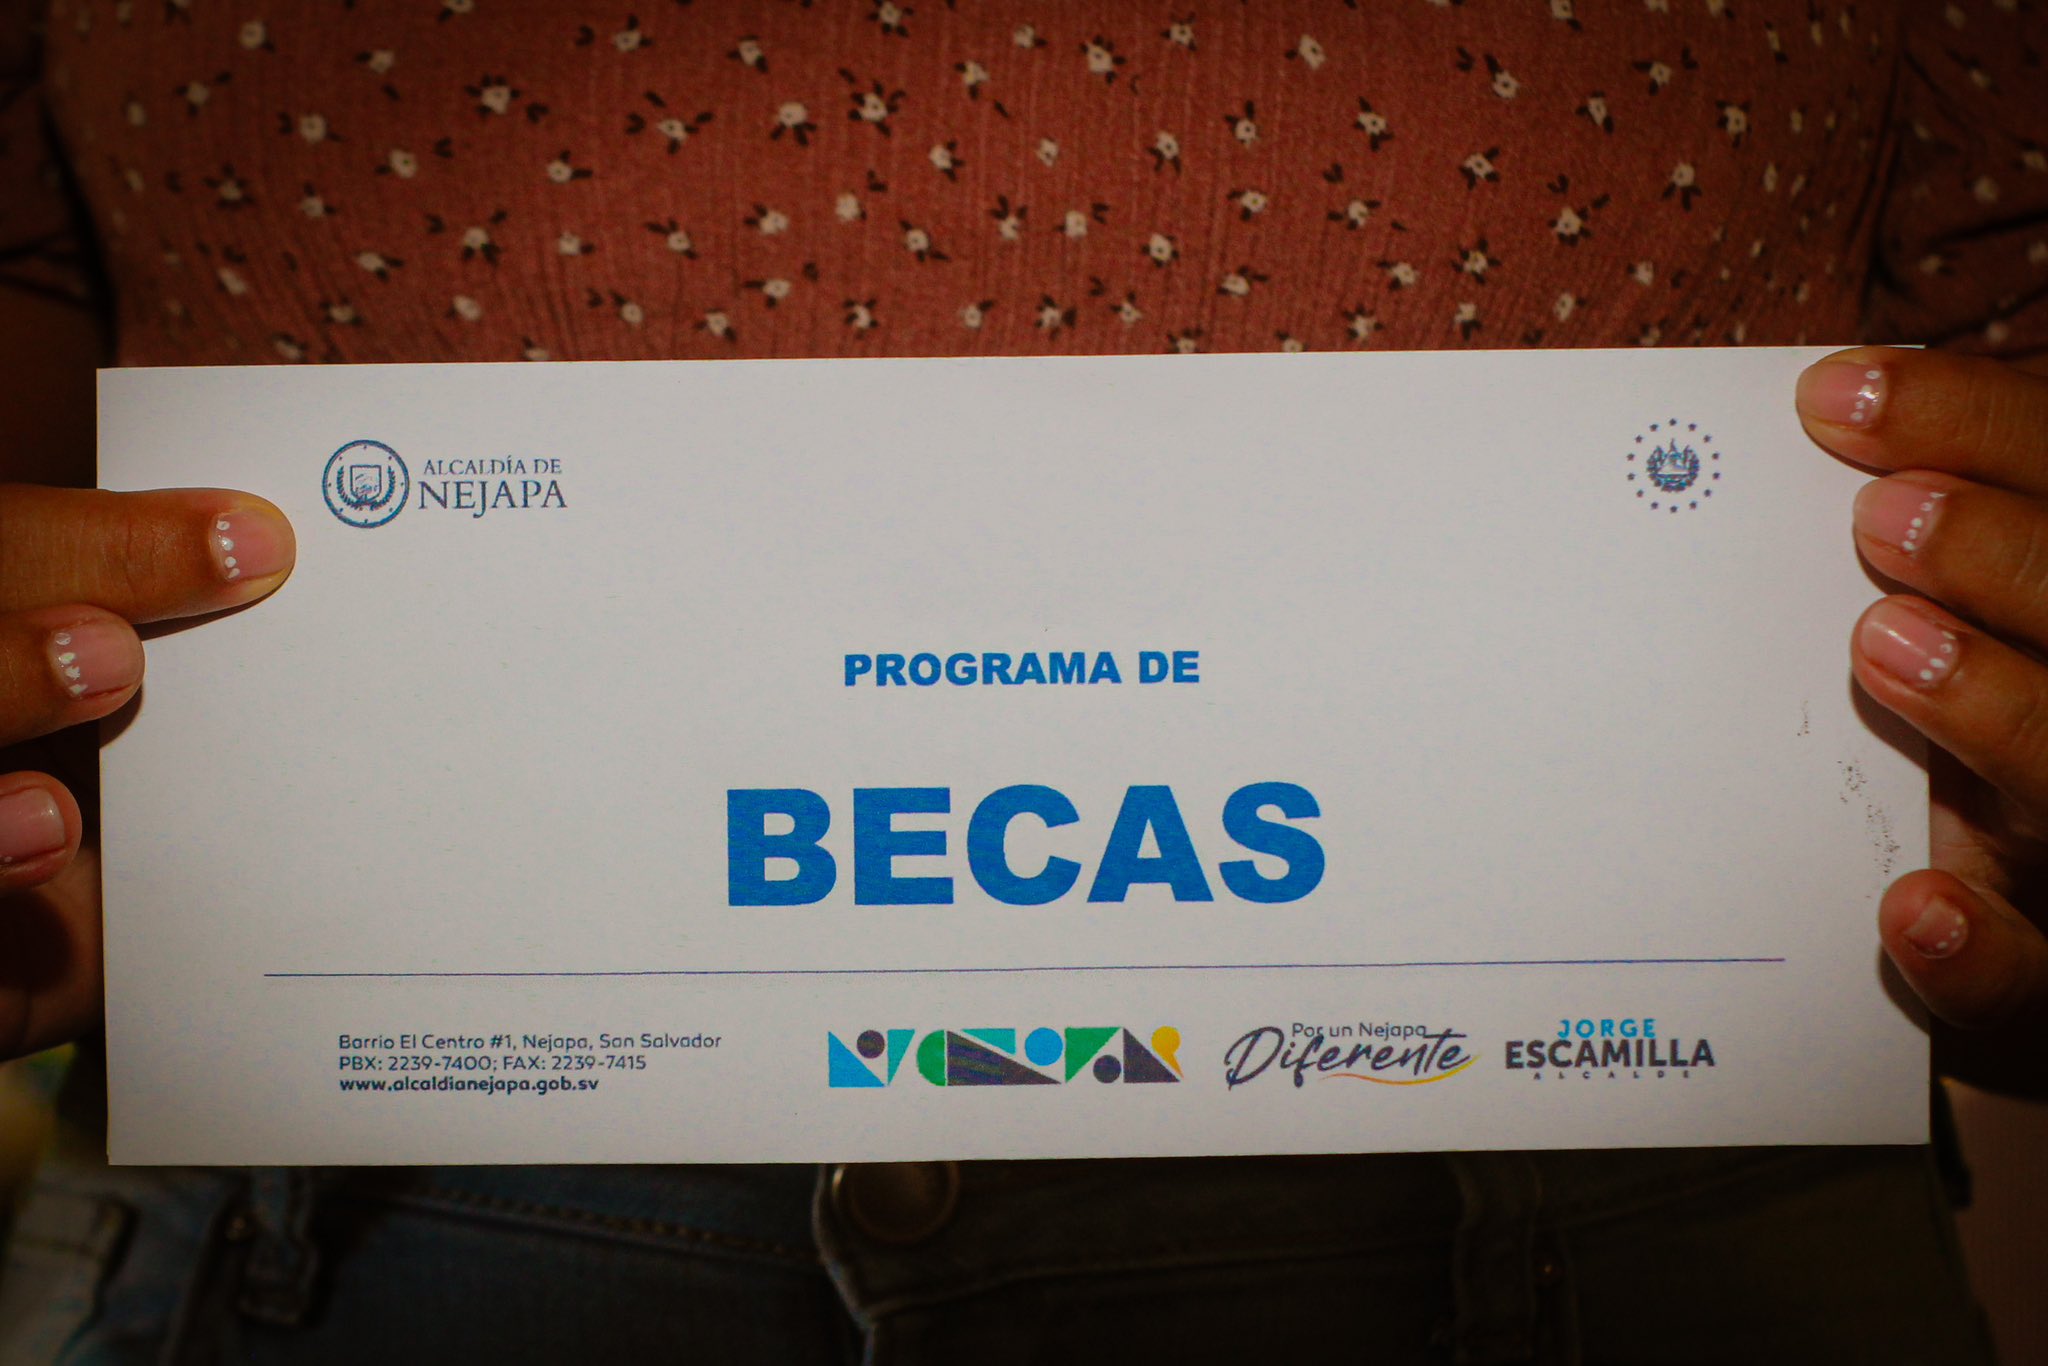 ALCALDÍA DE
NEJAPA
PROGRAMA DE
BECAS
Barrio El Centro #1, Nejapa, San Salvador
PBX: 2239-7400; FAX: 2239-7415
www.alcaldianejapa.gob.sv
Por un Nejapa
Diferente
JORGE
ESCAMILLA
ALCALDE